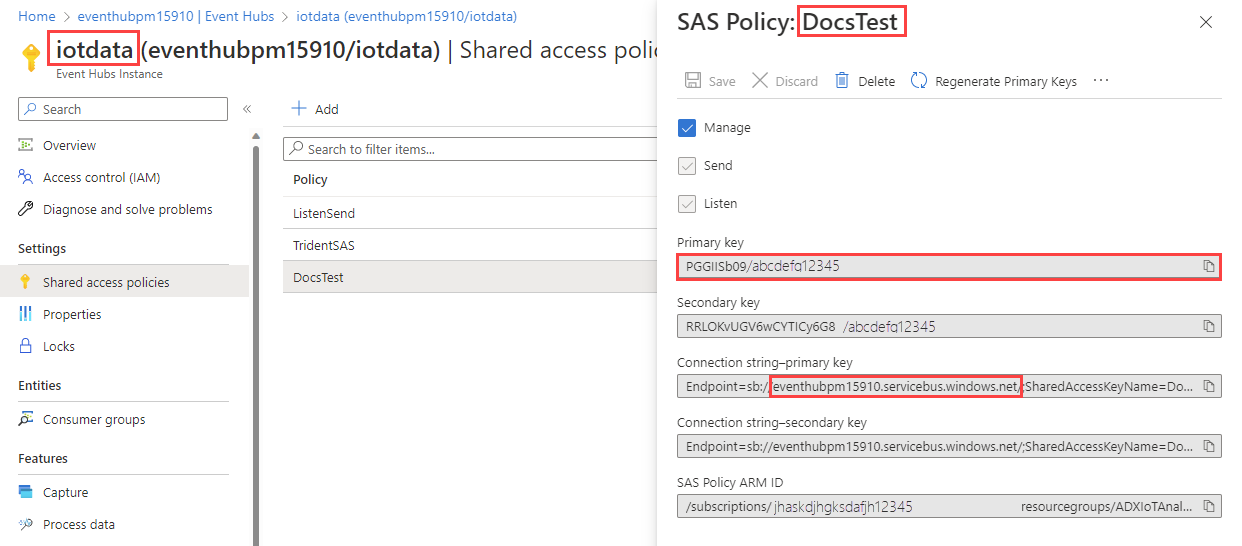 Home > eventhubpm15910 | Event Hubs > iotdata (eventhubpm15910/iotdata)
iotdata (eventhubpm15910/iotdata) | Shared access polic
Event Hubs Instance
Search
«
Overview
Access control (IAM)
Diagnose and solve problems
Settings
Shared access policies
Properties
Locks
Entities
Consumer groups
Features
Capture
Process data
Add
Search to filter items...
Policy
ListenSend
TridentSAS
DocsTest
SAS Policy: DocsTest
Save
Discard
Delete
Regenerate Primary Keys
...
Manage
Send
Listen
Primary key
PGGIISb09/abcdefg12345
Secondary key
RRLOKvUGV6wCYTICy6G8 /abcdefg12345
Connection string–primary key
Endpoint=sb://eventhubpm15910.servicebus.windows.net/;SharedAccessKeyName=Do...
Connection string–secondary key
Endpoint=sb://eventhubpm15910.servicebus.windows.net/;SharedAccessKeyName=Do...
SAS Policy ARM ID
/subscriptions/ jhaskdjhgksdafjh12345 resourcegroups/ADXIoTAnal...